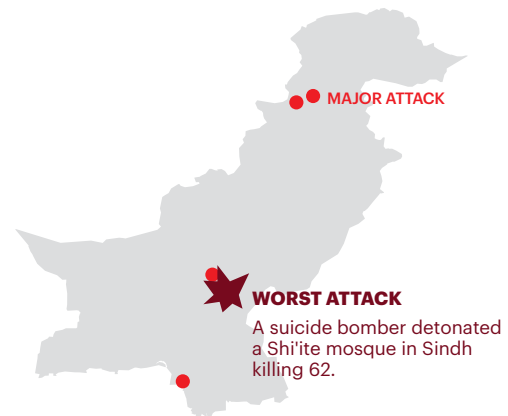 MAJOR ATTACK
WORST ATTACK
A suicide bomber detonated
a Shi'ite mosque in Sindh
killing 62.